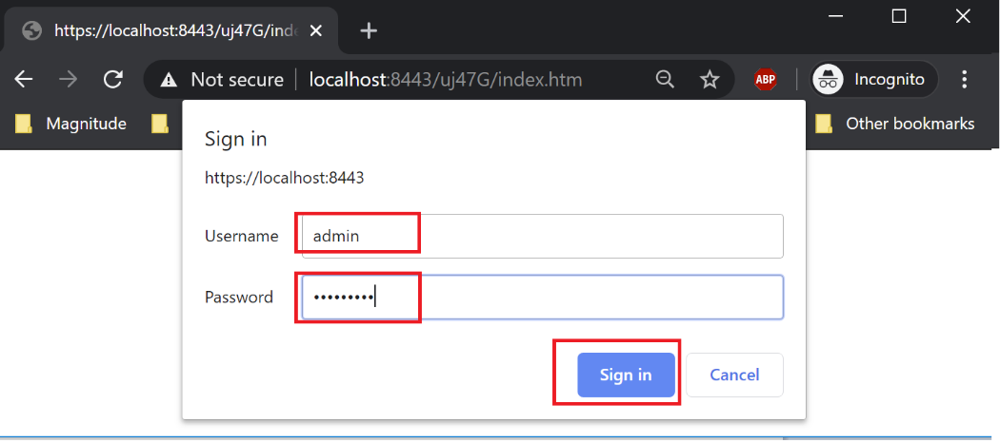 https://localhost:8443/uj47G/inde
Not secure localhost:8443/uj47G/index.htm ABP Incognito
Magnitude Other bookmarks
Sign in
https://localhost:8443
Username admin
Password •••••••••
Sign in Cancel